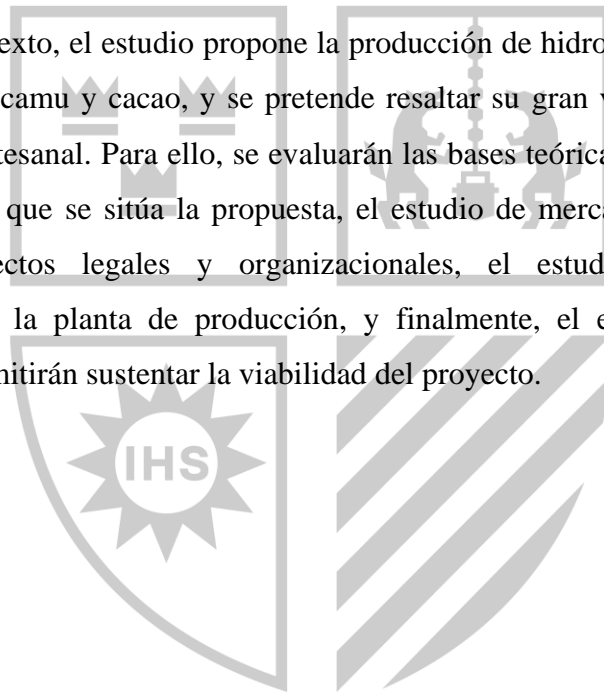 exto, el estudio propone la producción de hidro
camu y cacao, y se pretende resaltar su gran v
tesanal. Para ello, se evaluarán las bases teórica
que se sitúa la propuesta, el estudio de merca
ectos legales y organizacionales, el estud
la planta de producción, y finalmente, el e
mitirán sustentar la viabilidad del proyecto.
IHS